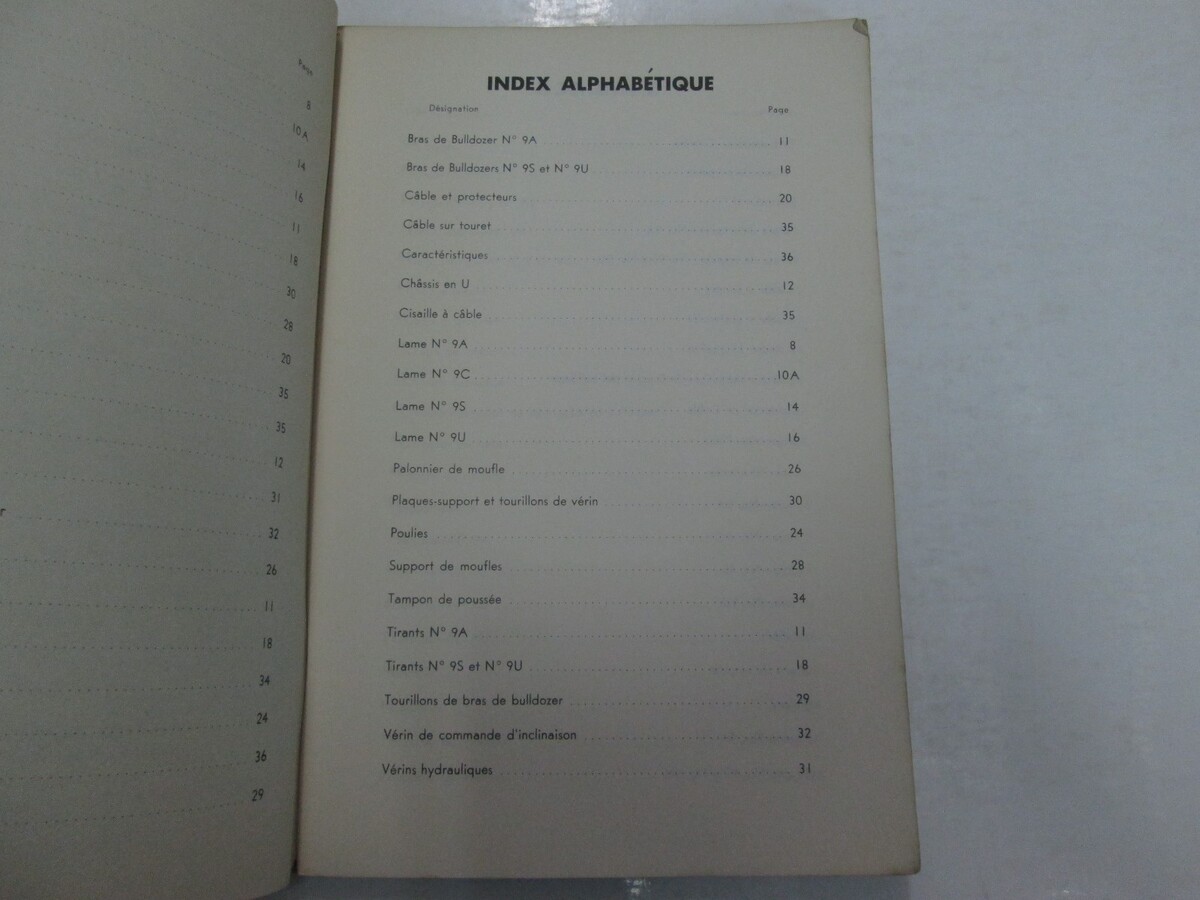 Page
8
10A
14
16
11
18
30
28
20
35
35
12
31
r
32
26
11
18
34
24
36
29
INDEX ALPHABÉTIQUE
Désignation Page
Bras de Bulldozer N° 9A 11
Bras de Bulldozers N° 9S et N° 9U 18
Câble et protecteurs 20
Câble sur touret 35
Caractéristiques 36
Châssis en U 12
Cisaille à câble 35
Lame N° 9A 8
Lame N° 9C 10A
Lame N° 9S 14
Lame N° 9U 16
Palonnier de moufle 26
Plaques-support et tourillons de vérin 30
Poulies 24
Support de moufles 28
Tampon de poussée 34
Tirants N° 9A 11
Tirants N° 9S et N° 9U 18
Tourillons de bras de bulldozer 29
Vérin de commande d'inclinaison 32
Vérins hydrauliques 31